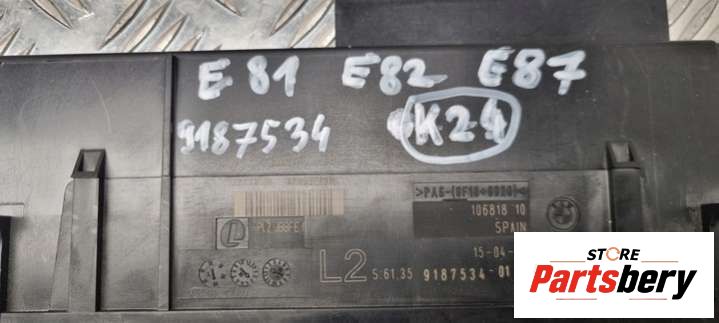 E81 E82 E87
9187534 K24
>PA6-(GF10+GB20)<
106818 10
SPAIN
15-04-
L2 S:61.35 9187534-01
STORE
Partsbery